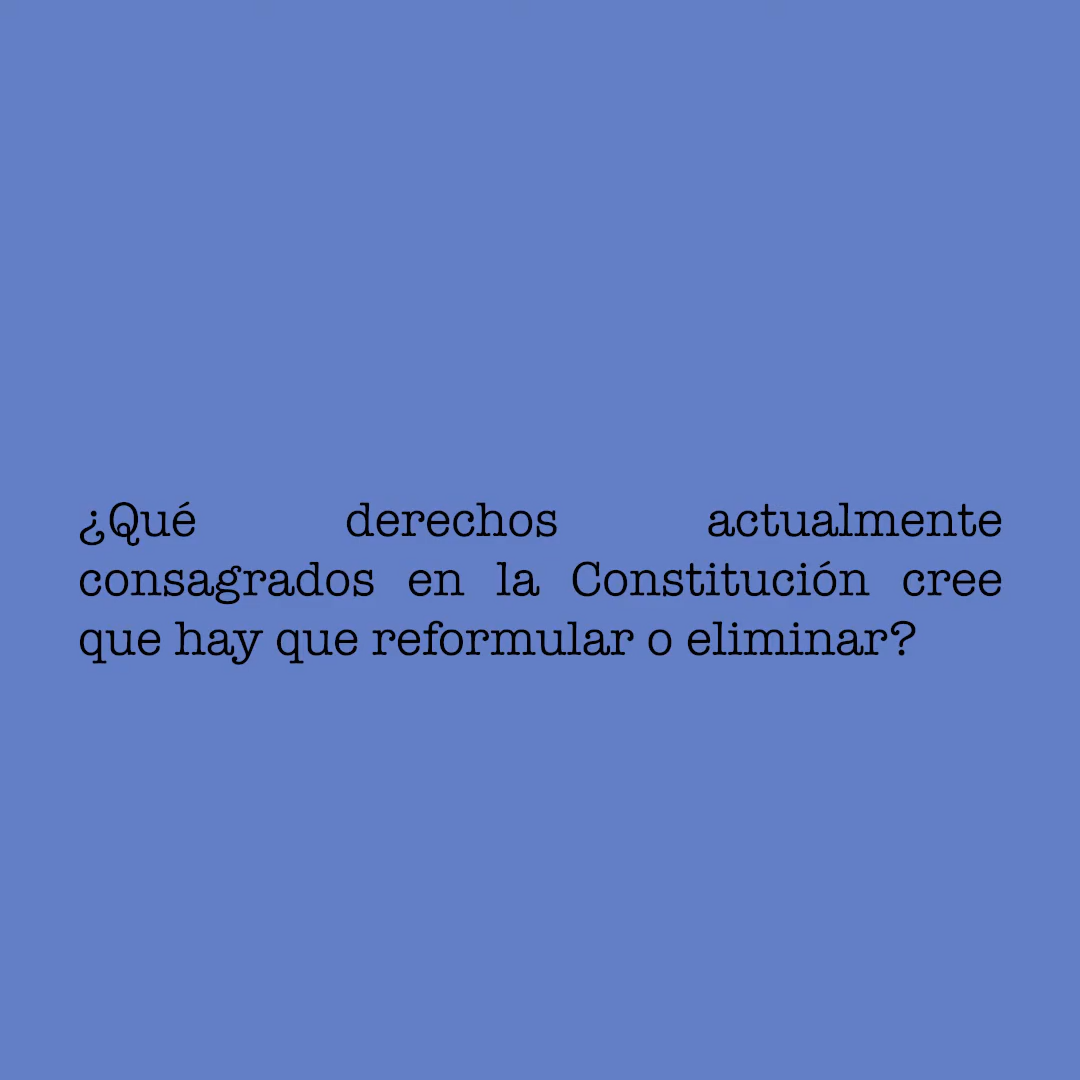 ¿Qué derechos actualmente
consagrados en la Constitución cree
que hay que reformular o eliminar?